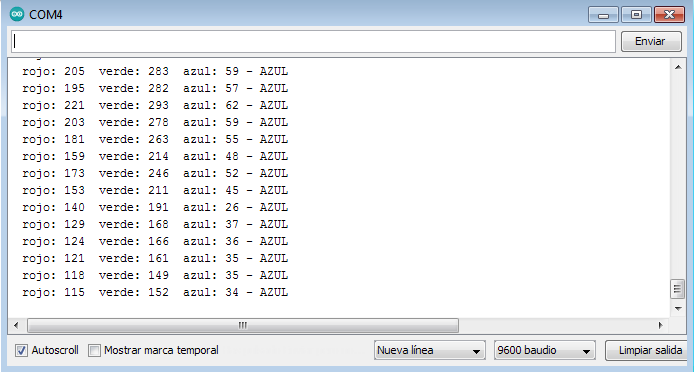 COM4
Enviar
rojo: 205  verde: 283  azul: 59 - AZUL
rojo: 195  verde: 282  azul: 57 - AZUL
rojo: 221  verde: 293  azul: 62 - AZUL
rojo: 203  verde: 278  azul: 59 - AZUL
rojo: 181  verde: 263  azul: 55 - AZUL
rojo: 159  verde: 214  azul: 48 - AZUL
rojo: 173  verde: 246  azul: 52 - AZUL
rojo: 153  verde: 211  azul: 45 - AZUL
rojo: 140  verde: 191  azul: 26 - AZUL
rojo: 129  verde: 168  azul: 37 - AZUL
rojo: 124  verde: 166  azul: 36 - AZUL
rojo: 121  verde: 161  azul: 35 - AZUL
rojo: 118  verde: 149  azul: 35 - AZUL
rojo: 115  verde: 152  azul: 34 - AZUL
Autoscroll Mostrar marca temporal Nueva línea 9600 baudio Limpiar salida